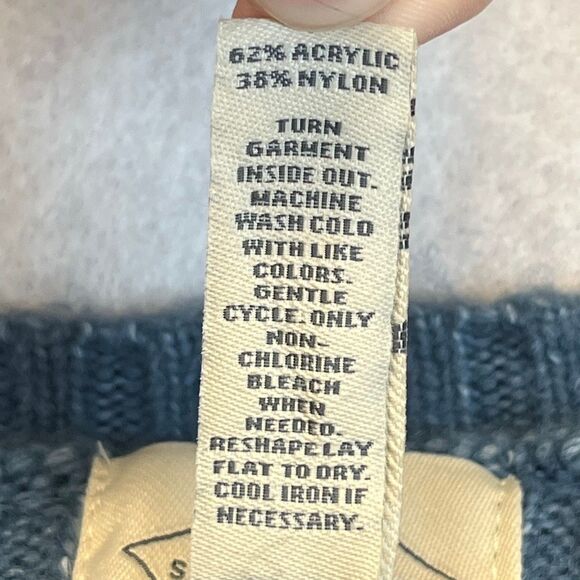 62% ACRYLIC
38% NYLON
TURN
GARMENT
INSIDE OUT.
MACHINE
WASH COLD
WITH LIKE
COLORS.
GENTLE
CYCLE. ONLY
NON-
CHLORINE
BLEACH
WHEN
NEEDED.
RESHAPE LAY
FLAT TO DRY.
COOL IRON IF
NECESSARY.
S